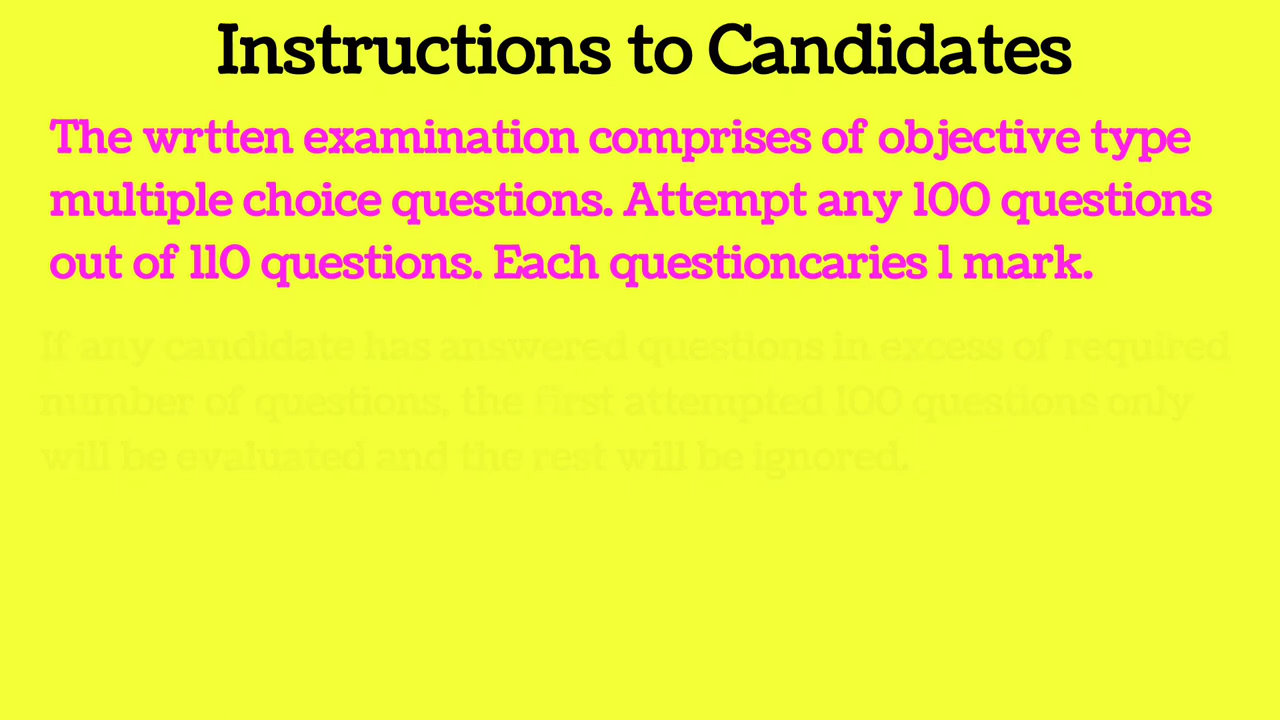 Instructions to Candidates
The wrtten examination comprises of objective type
multiple choice questions. Attempt any 100 questions
out of 110 questions. Each questioncaries 1 mark.
If any candidate has answered questions in excess of required
number of questions, the first attempted 100 questions only
will be evaluated and the rest will be ignored.